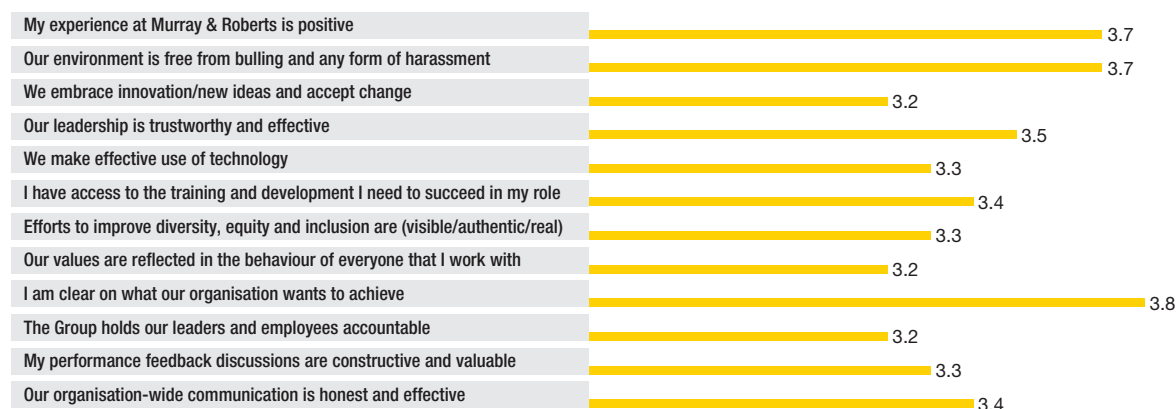 My experience at Murray & Roberts is positive 3.7
Our environment is free from bulling and any form of harassment 3.7
We embrace innovation/new ideas and accept change 3.2
Our leadership is trustworthy and effective 3.5
We make effective use of technology 3.3
I have access to the training and development I need to succeed in my role 3.4
Efforts to improve diversity, equity and inclusion are (visible/authentic/real) 3.3
Our values are reflected in the behaviour of everyone that I work with 3.2
I am clear on what our organisation wants to achieve 3.8
The Group holds our leaders and employees accountable 3.2
My performance feedback discussions are constructive and valuable 3.3
Our organisation-wide communication is honest and effective 3.4